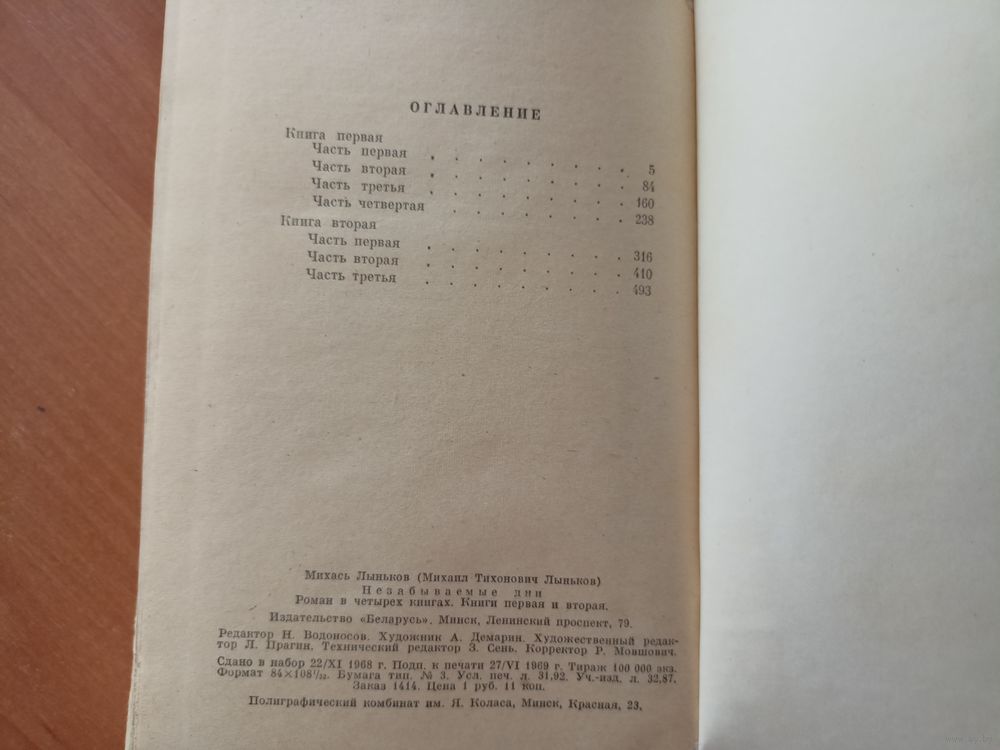 ОГЛАВЛЕНИЕ
Книга первая
Часть первая . . . . . . . . . 5
Часть вторая . . . . . . . . . 84
Часть третья . . . . . . . . . 160
Часть четвертая . . . . . . . . 238
Книга вторая
Часть первая . . . . . . . . . 316
Часть вторая . . . . . . . . . 410
Часть третья . . . . . . . . . 493
Михась Лыньков (Михаил Тихонович Лыньков)
Незабываемые дни
Роман в четырех книгах. Книги первая и вторая.
Издательство «Беларусь». Минск, Ленинский проспект, 79.
Редактор Н. Водоносов. Художник А. Демарин. Художественный редак-
тор Л. Прагин. Технический редактор З. Сень. Корректор Р. Мовшович.
Сдано в набор 22/XI 1968 г. Подп. к печати 27/VI 1969 г. Тираж 100 000 экз.
Формат 84×108¹/₃₂. Бумага тип. № 3. Усл. печ. л. 31,92. Уч.-изд. л. 32,87.
Заказ 1414. Цена 1 руб. 11 коп.
Полиграфический комбинат им. Я. Коласа, Минск, Красная, 23.